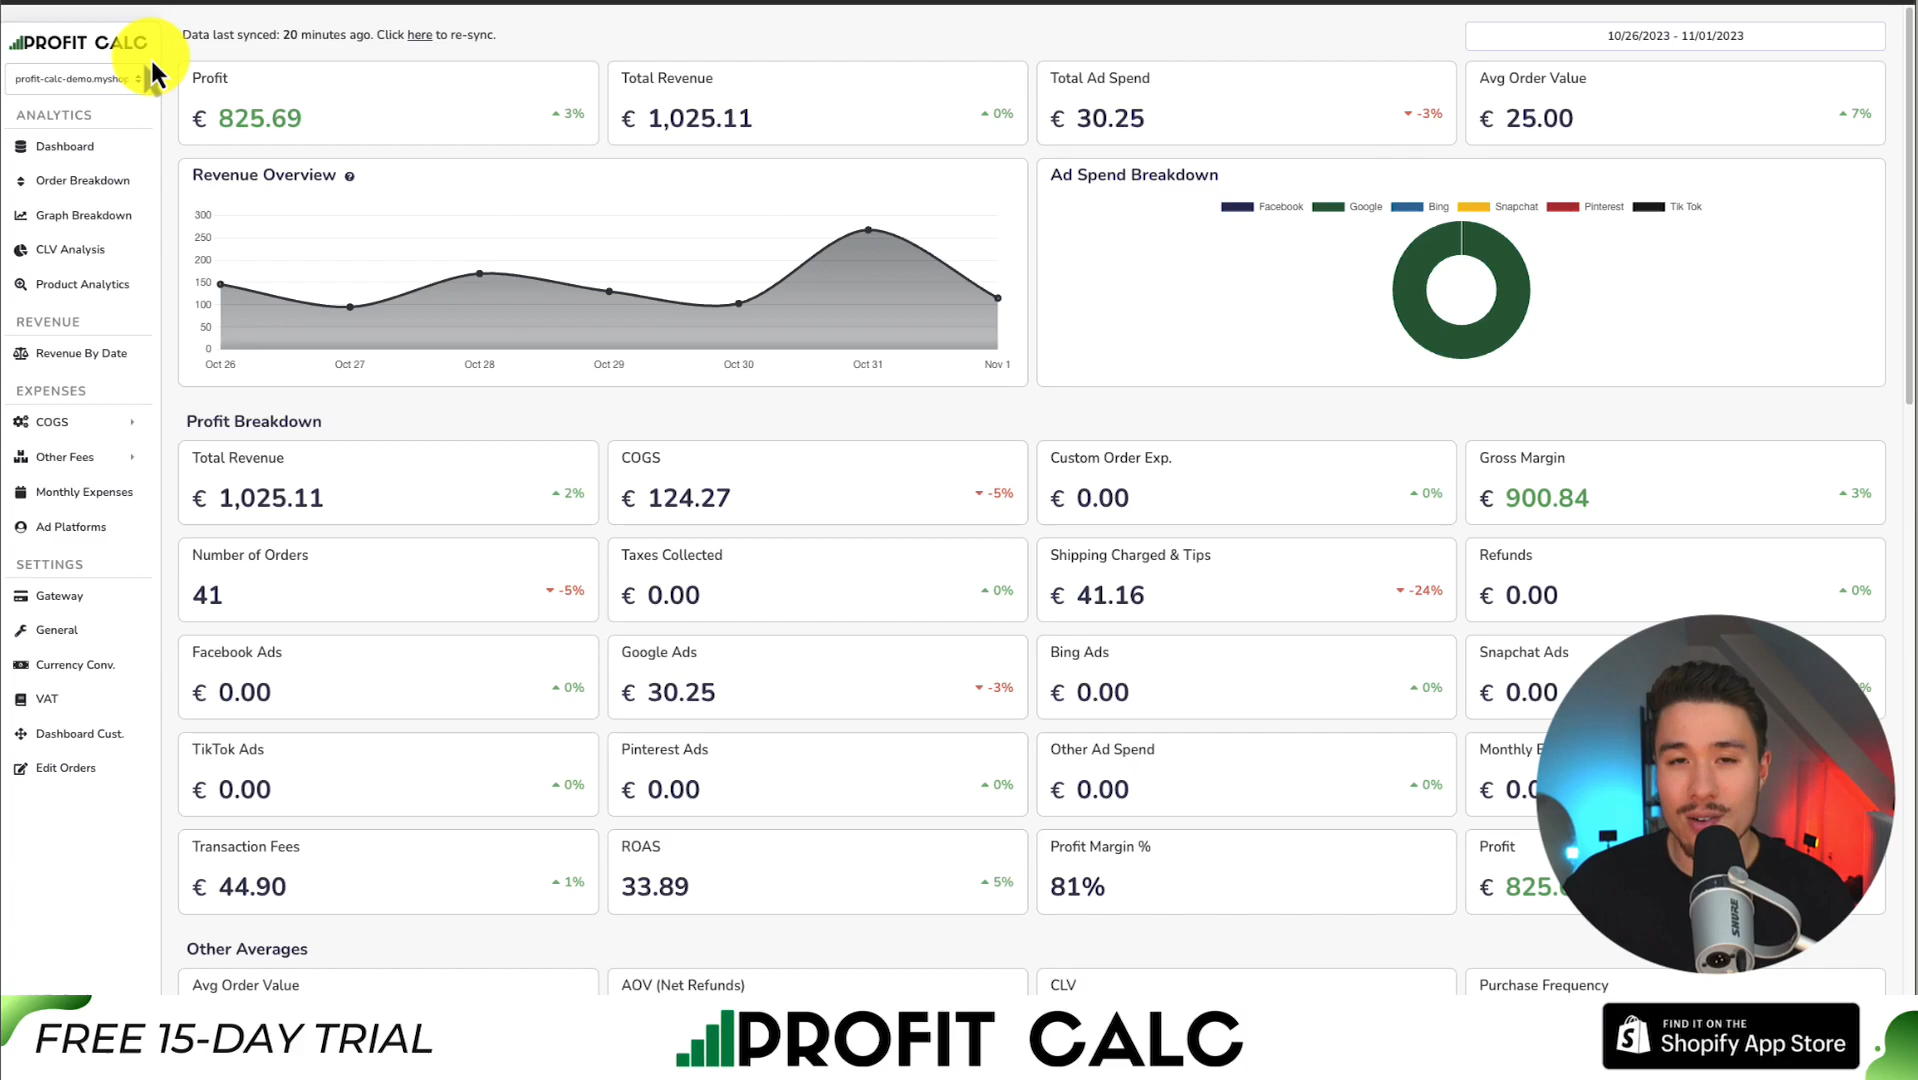 PROFIT CALC
profit-calc-demo.mysho
ANALYTICS
Dashboard
Order Breakdown
Graph Breakdown
CLV Analysis
Product Analytics
REVENUE
Revenue By Date
EXPENSES
COGS
Other Fees
Monthly Expenses
Ad Platforms
SETTINGS
Gateway
General
Currency Conv.
VAT
Dashboard Cust.
Edit Orders
Data last synced: 20 minutes ago. Click here to re-sync.
10/26/2023 - 11/01/2023
Profit
€ 825.69
3%
Total Revenue
€ 1,025.11
0%
Total Ad Spend
€ 30.25
-3%
Avg Order Value
€ 25.00
7%
Revenue Overview
300
250
200
150
100
50
0
Oct 26 Oct 27 Oct 28 Oct 29 Oct 30 Oct 31 Nov 1
Ad Spend Breakdown
Facebook Google Bing Snapchat Pinterest Tik Tok
Profit Breakdown
Total Revenue
€ 1,025.11
2%
COGS
€ 124.27
-5%
Custom Order Exp.
€ 0.00
0%
Gross Margin
€ 900.84
3%
Number of Orders
41
-5%
Taxes Collected
€ 0.00
0%
Shipping Charged & Tips
€ 41.16
-24%
Refunds
€ 0.00
0%
Facebook Ads
€ 0.00
0%
Google Ads
€ 30.25
-3%
Bing Ads
€ 0.00
0%
Snapchat Ads
€ 0.00
%
TikTok Ads
€ 0.00
0%
Pinterest Ads
€ 0.00
0%
Other Ad Spend
€ 0.00
0%
Monthly E
€ 0.0
Transaction Fees
€ 44.90
1%
ROAS
33.89
5%
Profit Margin %
81%
Profit
€ 825.
Other Averages
Avg Order Value
AOV (Net Refunds)
CLV
Purchase Frequency
SHURE
FREE 15-DAY TRIAL
PROFIT CALC
FIND IT ON THE
Shopify App Store